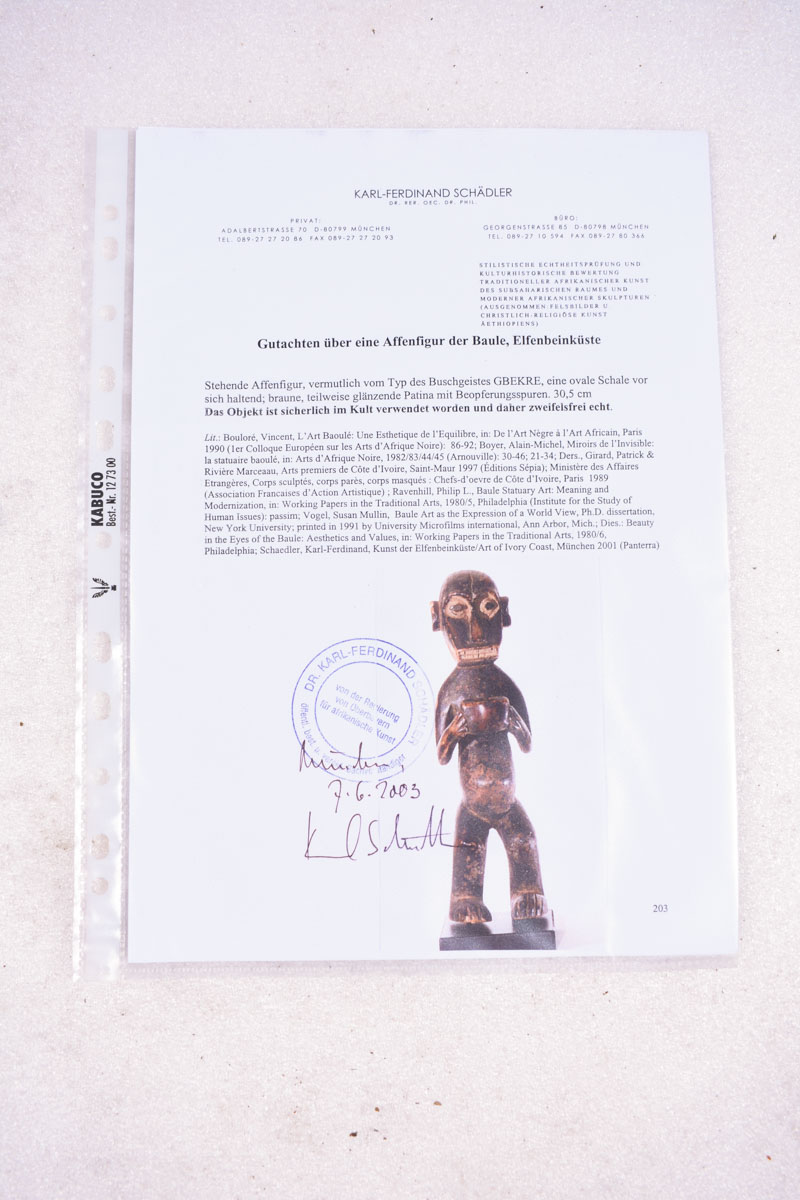 KARL-FERDINAND SCHÄDLER
DR. RER. OEC. DR. PHIL.
PRIVAT:
ADALBERTSTRASSE 70 D-80799 MÜNCHEN
TEL. 089-27 27 20 86 FAX 089-27 27 20 93
BÜRO:
GEORGENSTRASSE 85 D-80798 MÜNCHEN
TEL. 089-27 10 594 FAX 089-27 80 366
STILISTISCHE ECHTHEITSPRÜFUNG UND
KULTURHISTORISCHE BEWERTUNG
TRADITIONELLER AFRIKANISCHER KUNST
DES SUBSAHARISCHEN RAUMES UND
MODERNER AFRIKANISCHER SKULPTUREN
(AUSGENOMMEN FELSBILDER U.
CHRISTLICH-RELIGIÖSE KUNST
ÄETHIOPIENS)
Gutachten über eine Affenfigur der Baule, Elfenbeinküste
Stehende Affenfigur, vermutlich vom Typ des Buschgeistes GBEKRE, eine ovale Schale vor
sich haltend; braune, teilweise glänzende Patina mit Beopferungsspuren. 30,5 cm
Das Objekt ist sicherlich im Kult verwendet worden und daher zweifelsfrei echt.
Lit.: Bouloré, Vincent, L'Art Baoulé: Une Esthetique de l'Equilibre, in: De l'Art Nègre à l'Art Africain, Paris
1990 (1er Colloque Européen sur les Arts d'Afrique Noire): 86-92; Boyer, Alain-Michel, Miroirs de l'Invisible:
la statuaire baoulé, in: Arts d'Afrique Noire, 1982/83/44/45 (Arnouville): 30-46; 21-34; Ders., Girard, Patrick &
Rivière Marceau, Arts premiers de Côte d'Ivoire, Saint-Maur 1997 (Éditions Sépia); Ministère des Affaires
Etrangères, Corps sculptés, corps parès, corps masqués : Chefs-d'oevre de Côte d'Ivoire, Paris 1989
(Association Francaises d'Action Artistique) ; Ravenhill, Philip L., Baule Statuary Art: Meaning and
Modernization, in: Working Papers in the Traditional Arts, 1980/5, Philadelphia (Institute for the Study of
Human Issues): passim; Vogel, Susan Mullin, Baule Art as the Expression of a World View, Ph.D. dissertation,
New York University; printed in 1991 by University Microfilms international, Ann Arbor, Mich.; Dies.: Beauty
in the Eyes of the Baule: Aesthetics and Values, in: Working Papers in the Traditional Arts, 1980/6,
Philadelphia; Schaedler, Karl-Ferdinand, Kunst der Elfenbeinküste/Art of Ivory Coast, München 2001 (Panterra)
DR. KARL-FERDINAND SCHÄDLER
von der Regierung
von Oberbayern
für afrikanische Kunst
öffentl. best. u.
München,
7.6.2003
203
KABUCO
Best.-Nr. 12 73 00